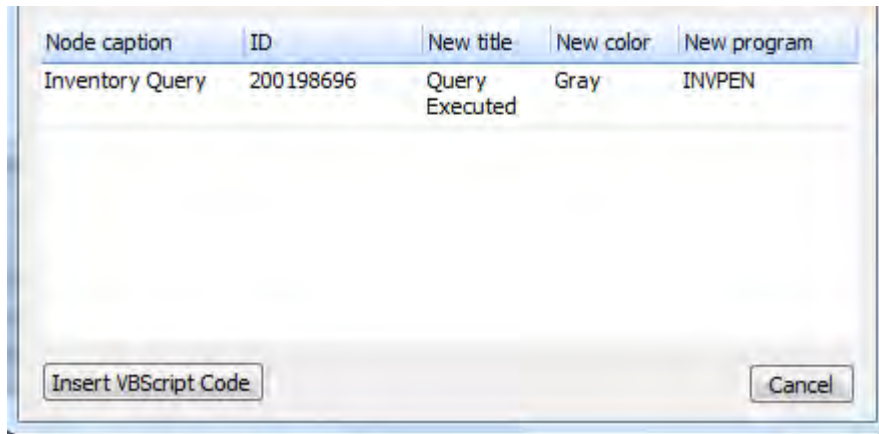 Node caption ID New title New color New program
Inventory Query 200198696 Query Gray INVPEN
Executed
Insert VBScript Code Cancel